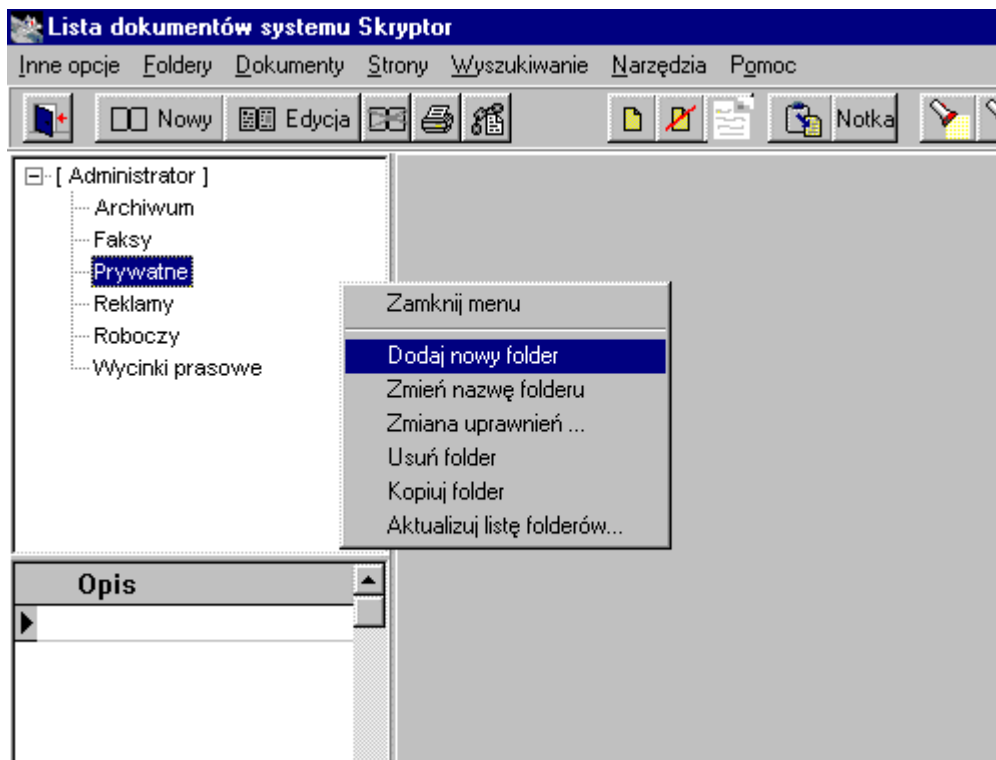 Lista dokumentów systemu Skryptor
Inne opcje Foldery Dokumenty Strony Wyszukiwanie Narzędzia Pomoc
Nowy Edycja Notka
[ Administrator ]
Archiwum
Faksy
Prywatne
Reklamy
Roboczy
Wycinki prasowe
Zamknij menu
Dodaj nowy folder
Zmień nazwę folderu
Zmiana uprawnień ...
Usuń folder
Kopiuj folder
Aktualizuj listę folderów...
Opis